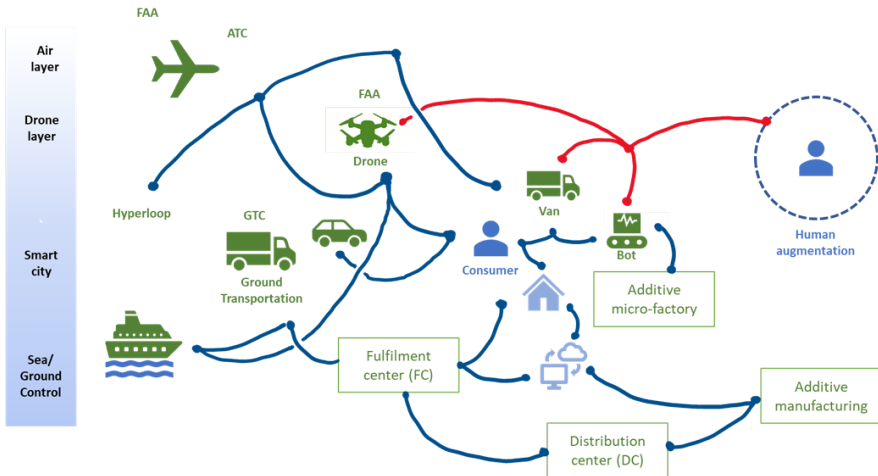 Air
layer
Drone
layer
Smart
city
Sea/
Ground
Control
FAA
ATC
FAA
Drone
Hyperloop
GTC
Ground
Transportation
Consumer
Van
Bot
Human
augmentation
Additive
micro-factory
Fulfilment
center (FC)
Additive
manufacturing
Distribution
center (DC)